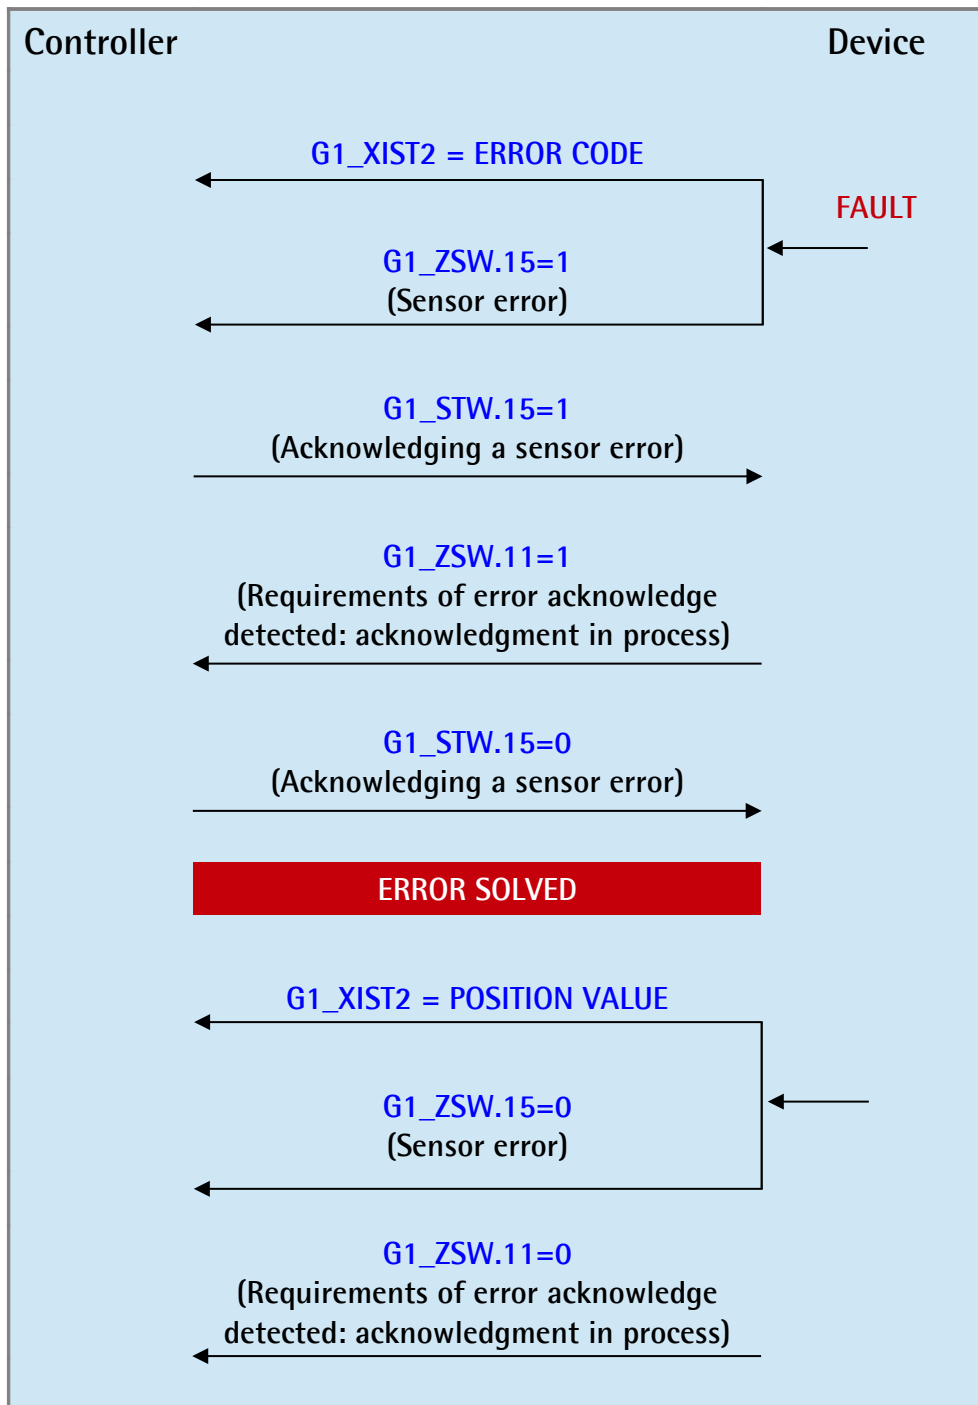 Controller
Device
G1_XIST2 = ERROR CODE
FAULT
G1_ZSW.15=1
(Sensor error)
G1_STW.15=1
(Acknowledging a sensor error)
G1_ZSW.11=1
(Requirements of error acknowledge
detected: acknowledgment in process)
G1_STW.15=0
(Acknowledging a sensor error)
ERROR SOLVED
G1_XIST2 = POSITION VALUE
G1_ZSW.15=0
(Sensor error)
G1_ZSW.11=0
(Requirements of error acknowledge
detected: acknowledgment in process)